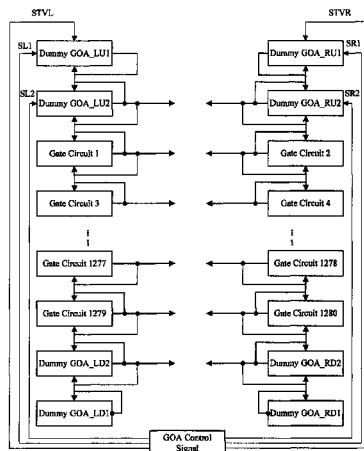 STVL STVR
SL1 SR1
Dummy GOA_LU1 Dummy GOA_RU1
SL2 SR2
Dummy GOA_LU2 Dummy GOA_RU2
Gate Circuit 1 Gate Circuit 2
Gate Circuit 3 Gate Circuit 4
Gate Circuit 1277 Gate Circuit 1278
Gate Circuit 1279 Gate Circuit 1280
Dummy GOA_LD2 Dummy GOA_RD2
Dummy GOA_LD1 Dummy GOA_RD1
GOA Control
Signal